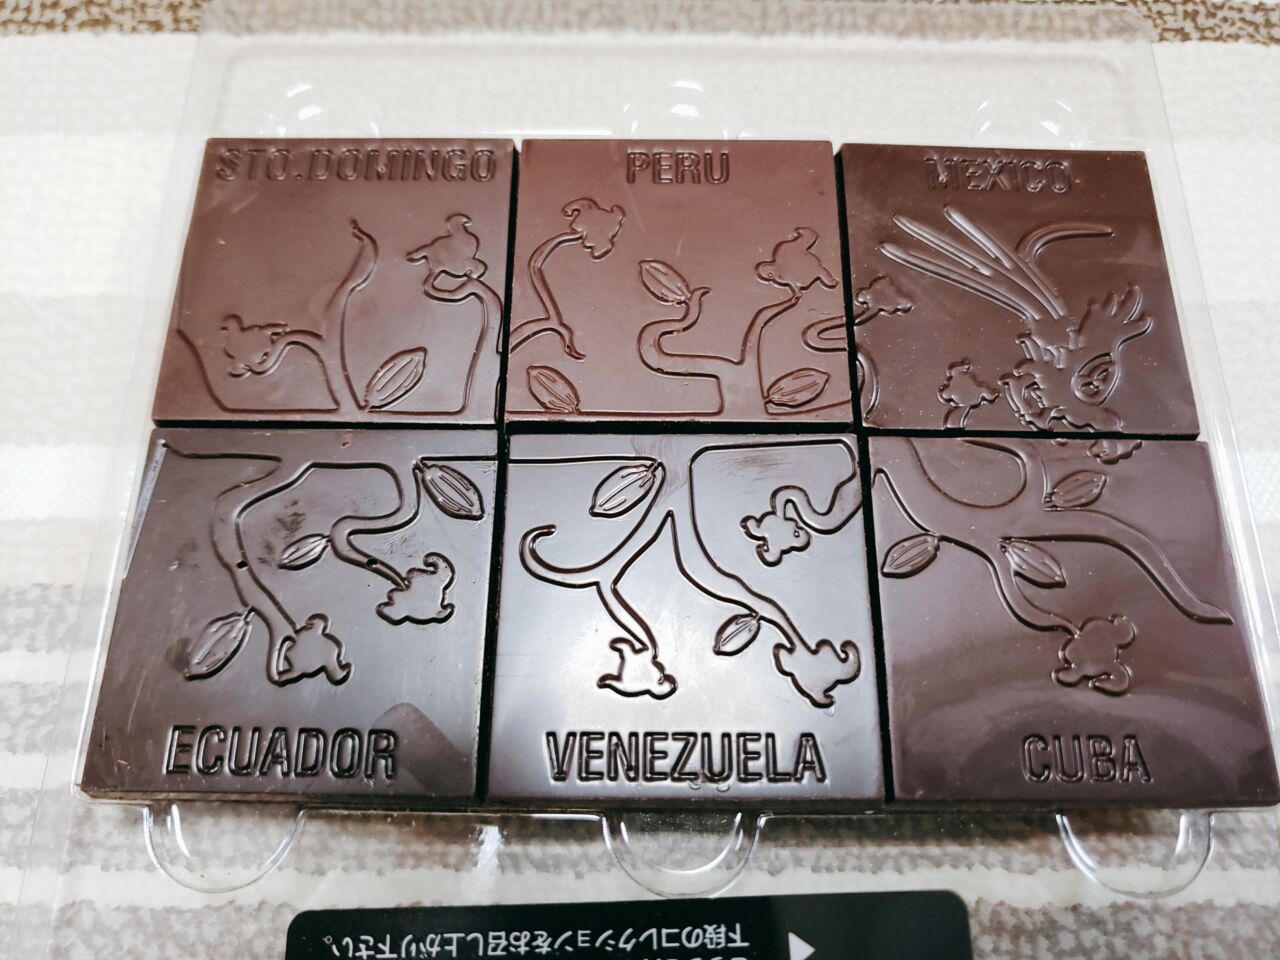 STO.DOMINGO
PERU
MEXICO
ECUADOR
VENEZUELA
CUBA
下段のコレクションをお召し上がり下さい。